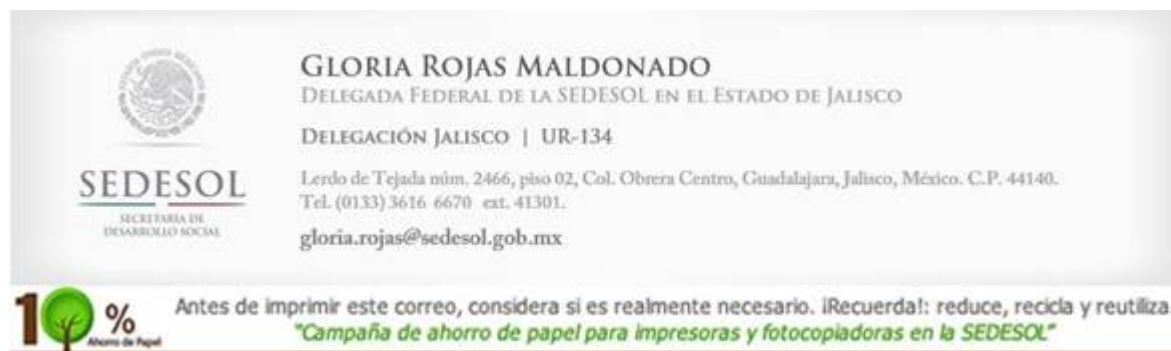 GLORIA ROJAS MALDONADO
DELEGADA FEDERAL DE LA SEDESOL EN EL ESTADO DE JALISCO
DELEGACIÓN JALISCO | UR-134
SEDESOL
SECRETARÍA DE
DESARROLLO SOCIAL
Lerdo de Tejada núm. 2466, piso 02, Col. Obrera Centro, Guadalajara, Jalisco, México. C.P. 44140.
Tel. (0133) 3616 6670 ext. 41301.
gloria.rojas@sedesol.gob.mx
10%
Ahorro de Papel
Antes de imprimir este correo, considera si es realmente necesario. ¡Recuerda!: reduce, recicla y reutiliza
"Campaña de ahorro de papel para impresoras y fotocopiadoras en la SEDESOL"